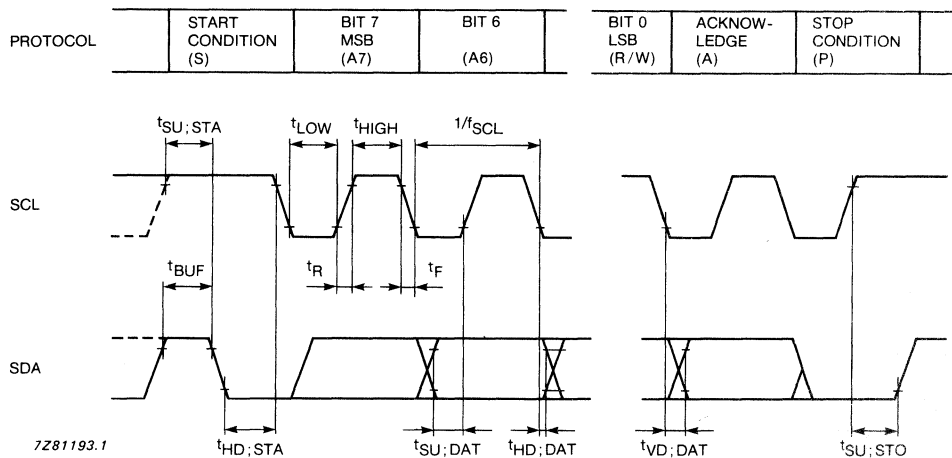 PROTOCOL
START
CONDITION
(S)
BIT 7
MSB
(A7)
BIT 6
(A6)
BIT 0
LSB
(R/W)
ACKNOW-
LEDGE
(A)
STOP
CONDITION
(P)
tSU;STA
tLOW
tHIGH
1/fSCL
SCL
tBUF
tR
tF
SDA
7Z81193.1
tHD;STA
tSU;DAT
tHD;DAT
tVD;DAT
tSU;STO